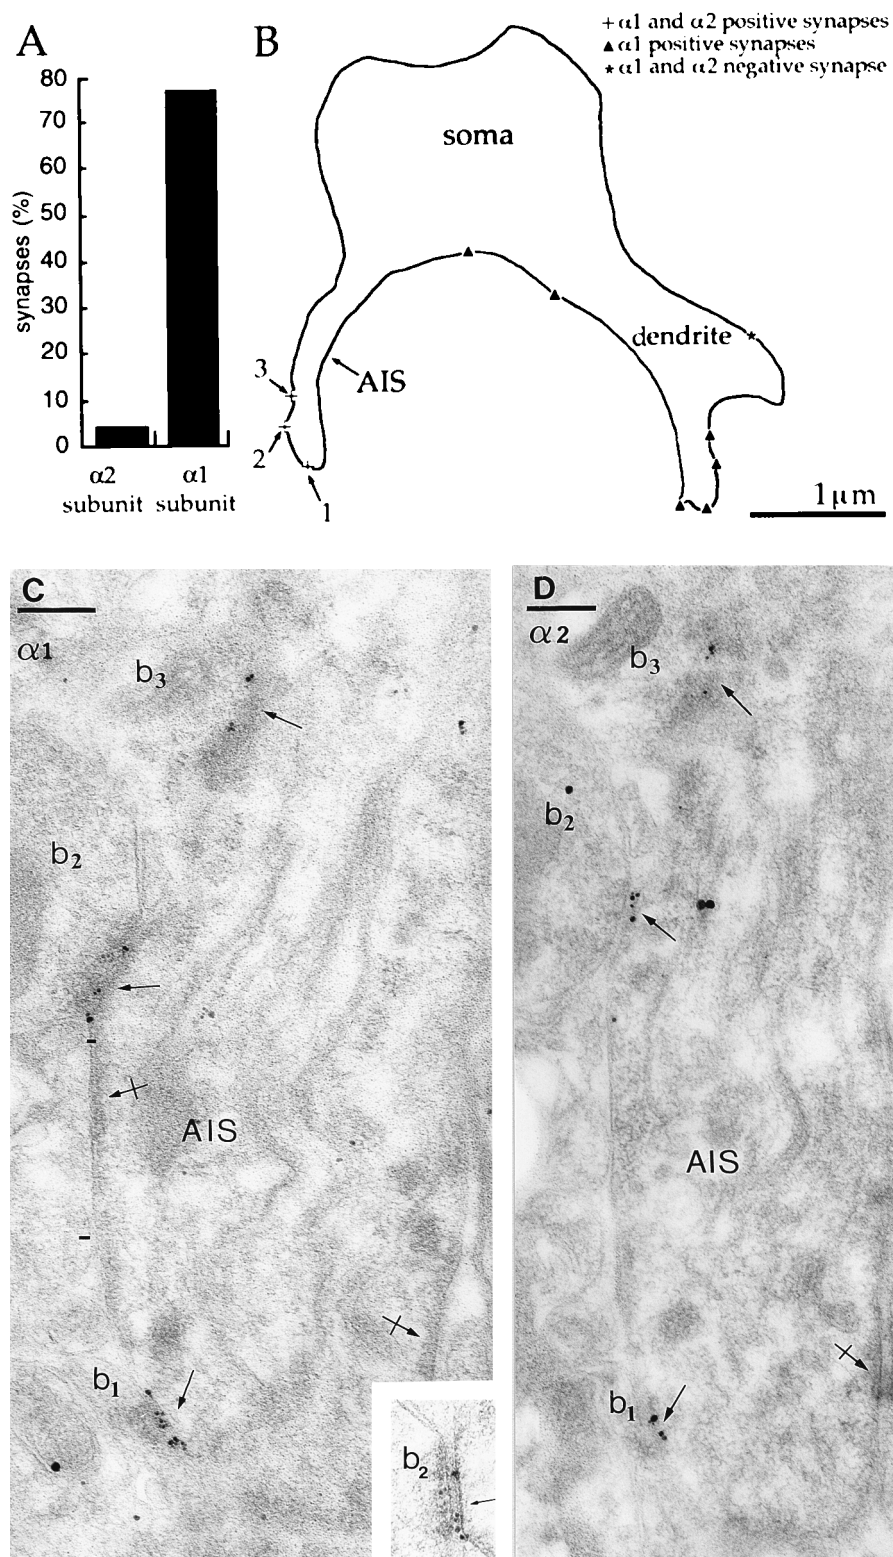 A
B
+ α1 and α2 positive synapses
▲ α1 positive synapses
★ α1 and α2 negative synapse
80
70
60
50
40
30
20
10
0
synapses (%)
α2 subunit
α1 subunit
soma
dendrite
AIS
3
2
1
1µm
C
α1
b3
b2
AIS
b1
b2
D
α2
b3
b2
AIS
b1